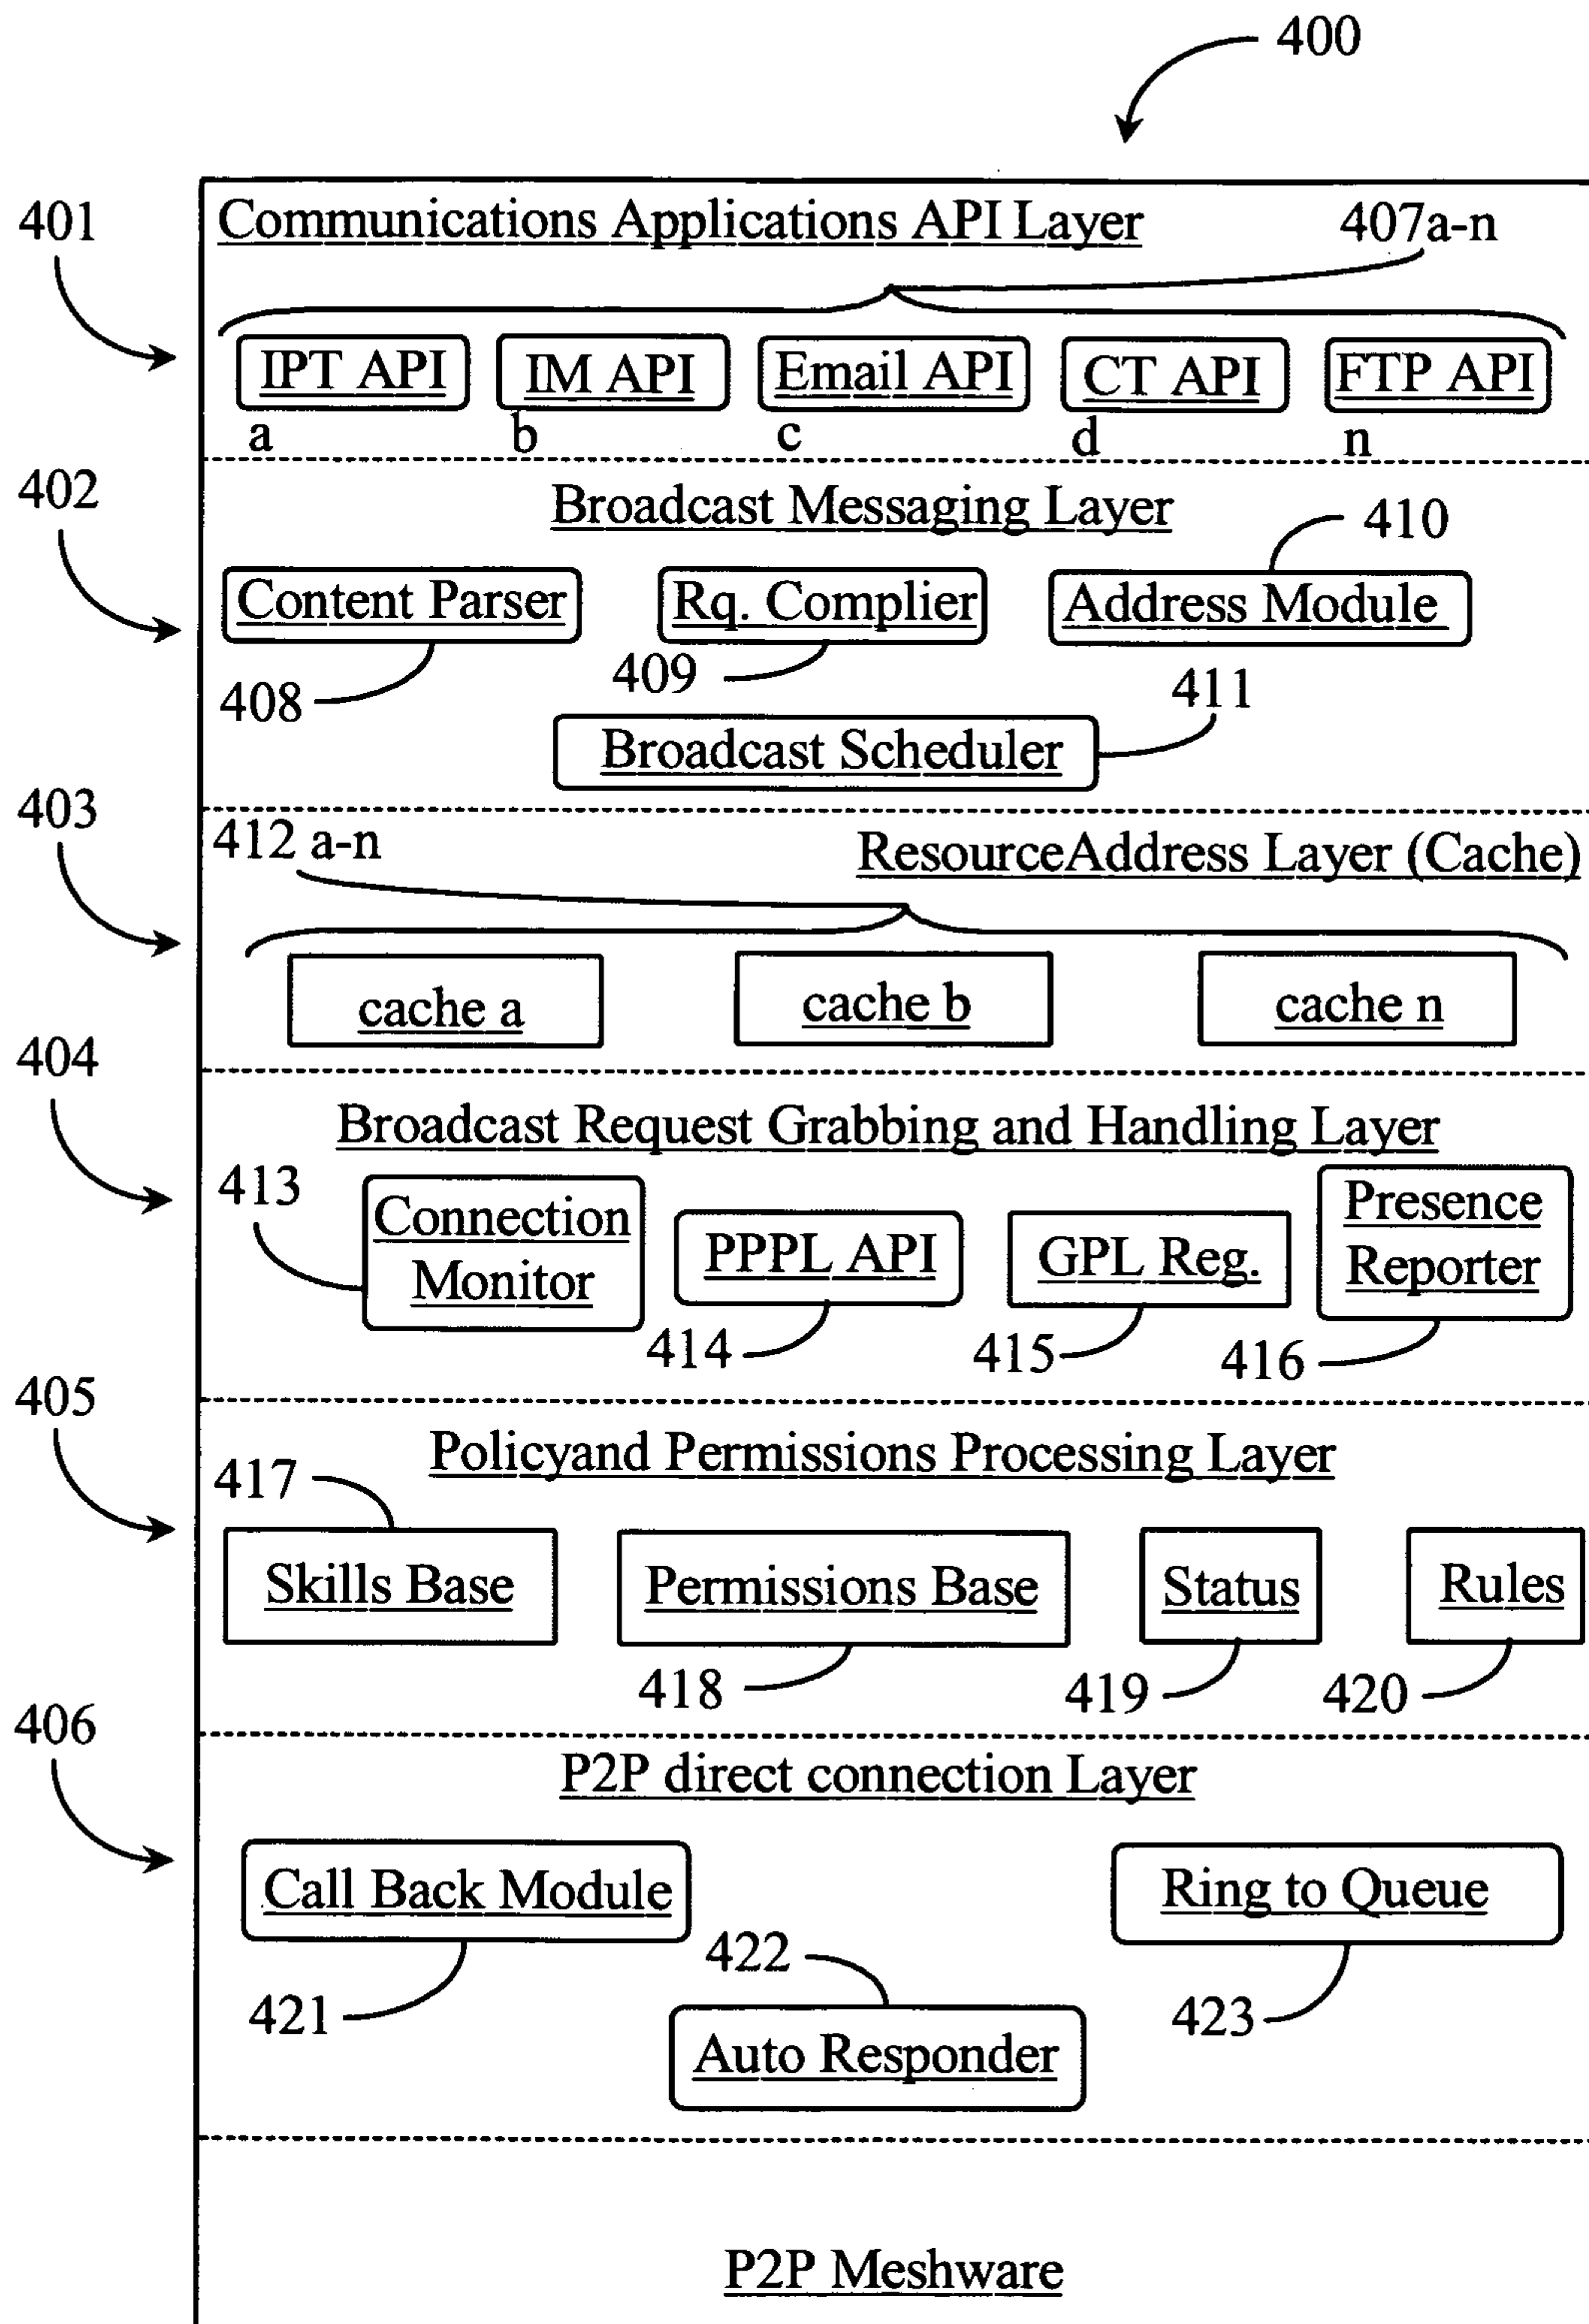 400
401
Communications Applications API Layer
407a-n
IPT API
IM API
Email API
CT API
FTP API
a
b
c
d
n
402
Broadcast Messaging Layer
410
Content Parser
Rq. Complier
Address Module
408
409
411
Broadcast Scheduler
403
412 a-n
ResourceAddress Layer (Cache)
cache a
cache b
cache n
404
Broadcast Request Grabbing and Handling Layer
413
Connection
Monitor
PPPL API
GPL Reg.
Presence
Reporter
414
415
416
405
Policyand Permissions Processing Layer
417
Skills Base
Permissions Base
Status
Rules
418
419
420
406
P2P direct connection Layer
Call Back Module
Ring to Queue
421
422
423
Auto Responder
P2P Meshware